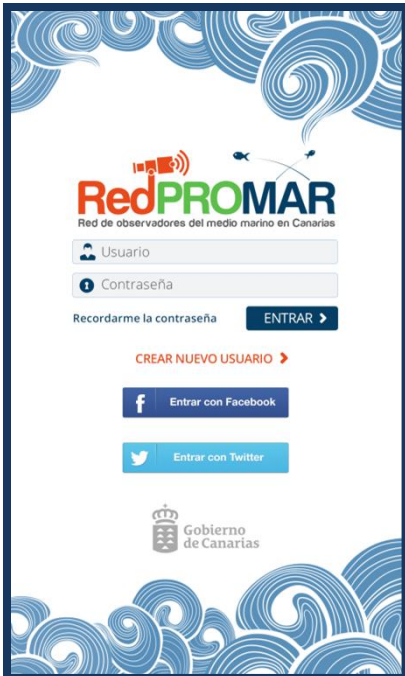 RedPROMAR
Red de observadores del medio marino en Canarias
Usuario
Contraseña
Recordarme la contraseña
ENTRAR
CREAR NUEVO USUARIO
Entrar con Facebook
Entrar con Twitter
Gobierno
de Canarias